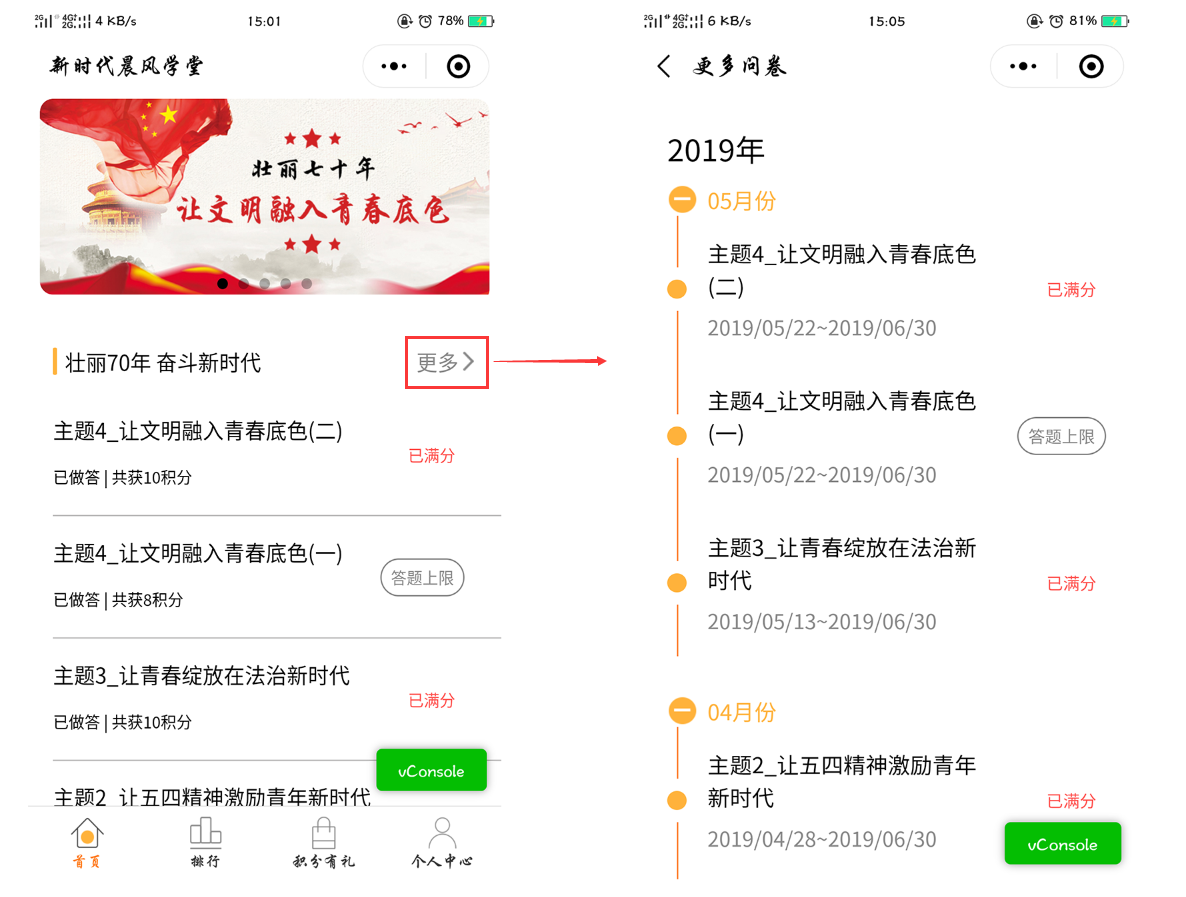 4 KB/s
15:01
78%
新时代晨风学堂
壮丽七十年
让文明融入青春底色
壮丽70年 奋斗新时代
更多
主题4_让文明融入青春底色(二)
已满分
已做答 | 共获10积分
主题4_让文明融入青春底色(一)
答题上限
已做答 | 共获8积分
主题3_让青春绽放在法治新时代
已满分
已做答 | 共获10积分
vConsole
主题2_让五四精神激励青年新时代
首页
排行
积分有礼
个人中心
6 KB/s
15:05
81%
更多问卷
2019年
05月份
主题4_让文明融入青春底色
(二)
已满分
2019/05/22~2019/06/30
主题4_让文明融入青春底色
(一)
答题上限
2019/05/22~2019/06/30
主题3_让青春绽放在法治新
时代
已满分
2019/05/13~2019/06/30
04月份
主题2_让五四精神激励青年
新时代
已满分
2019/04/28~2019/06/30
vConsole